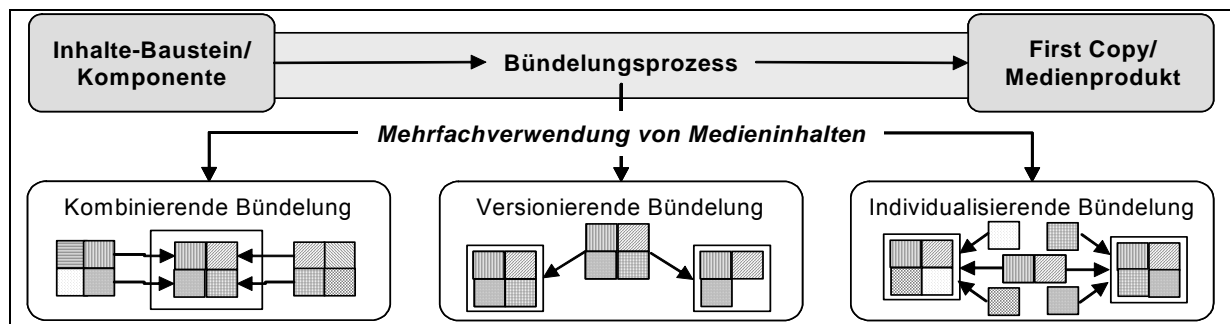 Inhalte-Baustein/
Komponente
Bündelungsprozess
First Copy/
Medienprodukt
Mehrfachverwendung von Medieninhalten
Kombinierende Bündelung
Versionierende Bündelung
Individualisierende Bündelung